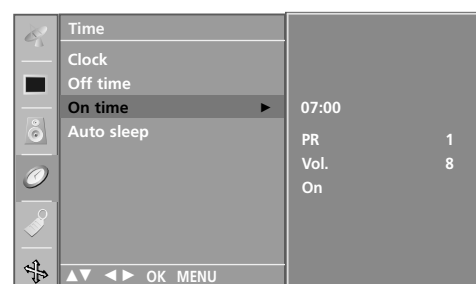 Time
Clock
Off time
On time ►
Auto sleep
▲▼ ◄► OK MENU
07:00
PR 1
Vol. 8
On